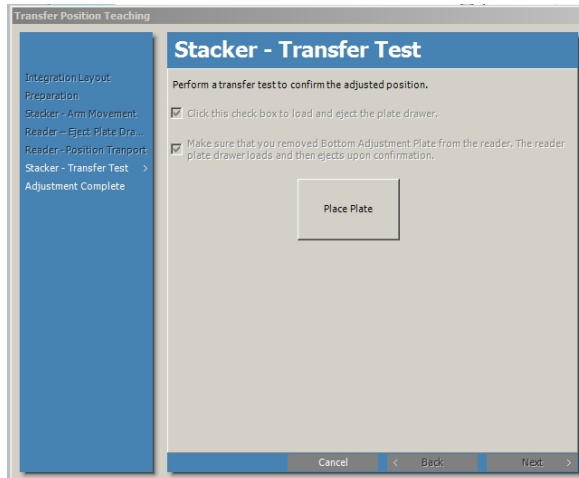 Transfer Position Teaching
Stacker - Transfer Test
Integration Layout
Preparation
Stacker - Arm Movement
Reader – Eject Plate Dra...
Reader - Position Tranport
Stacker - Transfer Test >
Adjustment Complete
Perform a transfer test to confirm the adjusted position.
Click this check box to load and eject the plate drawer.
Make sure that you removed Bottom Adjustment Plate from the reader. The reader
plate drawer loads and then ejects upon confirmation.
Place Plate
Cancel < Back Next >